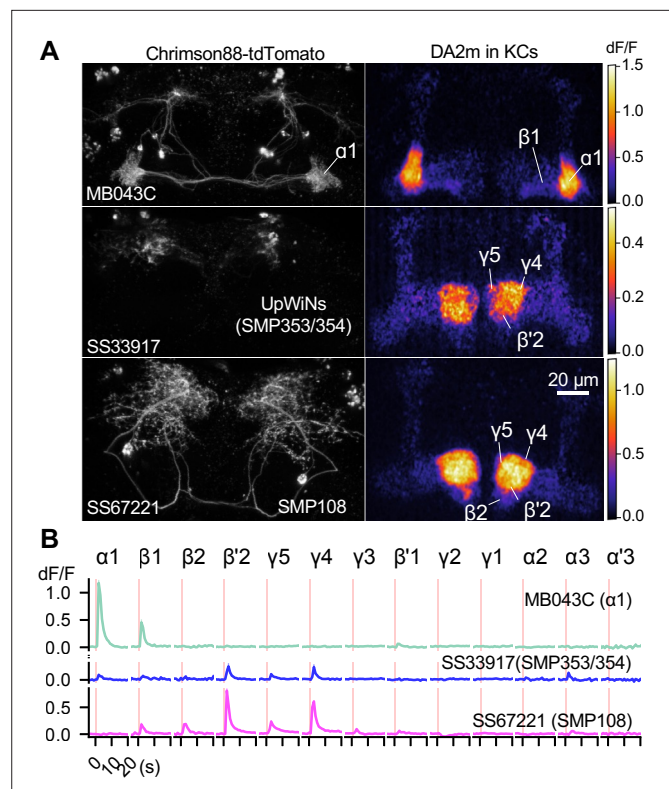 A
Chrimson88-tdTomato
DA2m in KCs
dF/F
1.5
1.0
0.5
0.0
α1
MB043C
β1
α1
UpWiNs
(SMP353/354)
SS33917
γ5
γ4
β'2
0.4
0.2
0.0
20 µm
SS67221
SMP108
γ5
γ4
β2
β'2
1.0
0.5
0.0
B
α1 β1 β2 β'2 γ5 γ4 γ3 β'1 γ2 γ1 α2 α3 α'3
dF/F
1.0
0.5
0.0
MB043C (α1)
SS33917(SMP353/354)
0.0
0.5
0.0
SS67221 (SMP108)
0 10 20 (s)